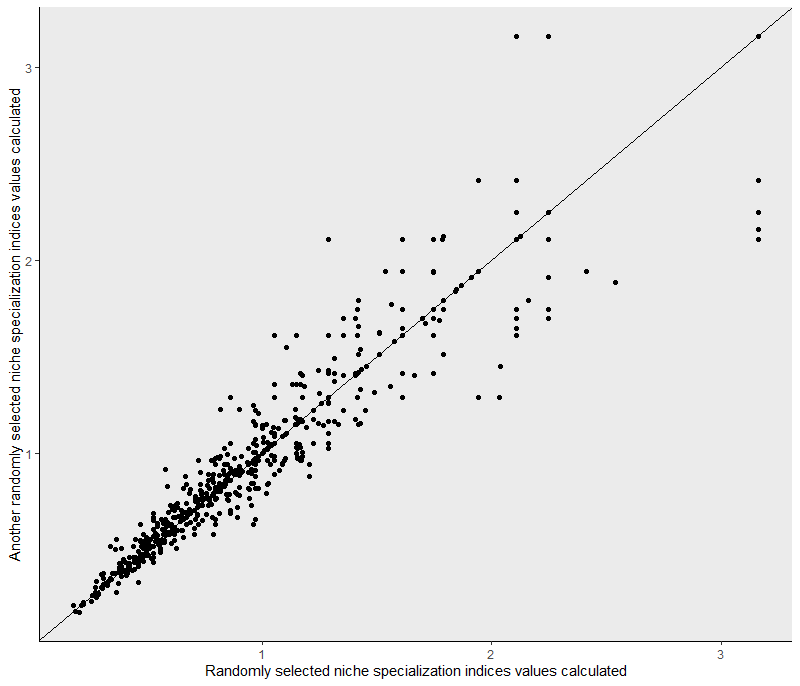 Another randomly selected niche specialization indices values calculated
3
2
1
1 2 3
Randomly selected niche specialization indices values calculated